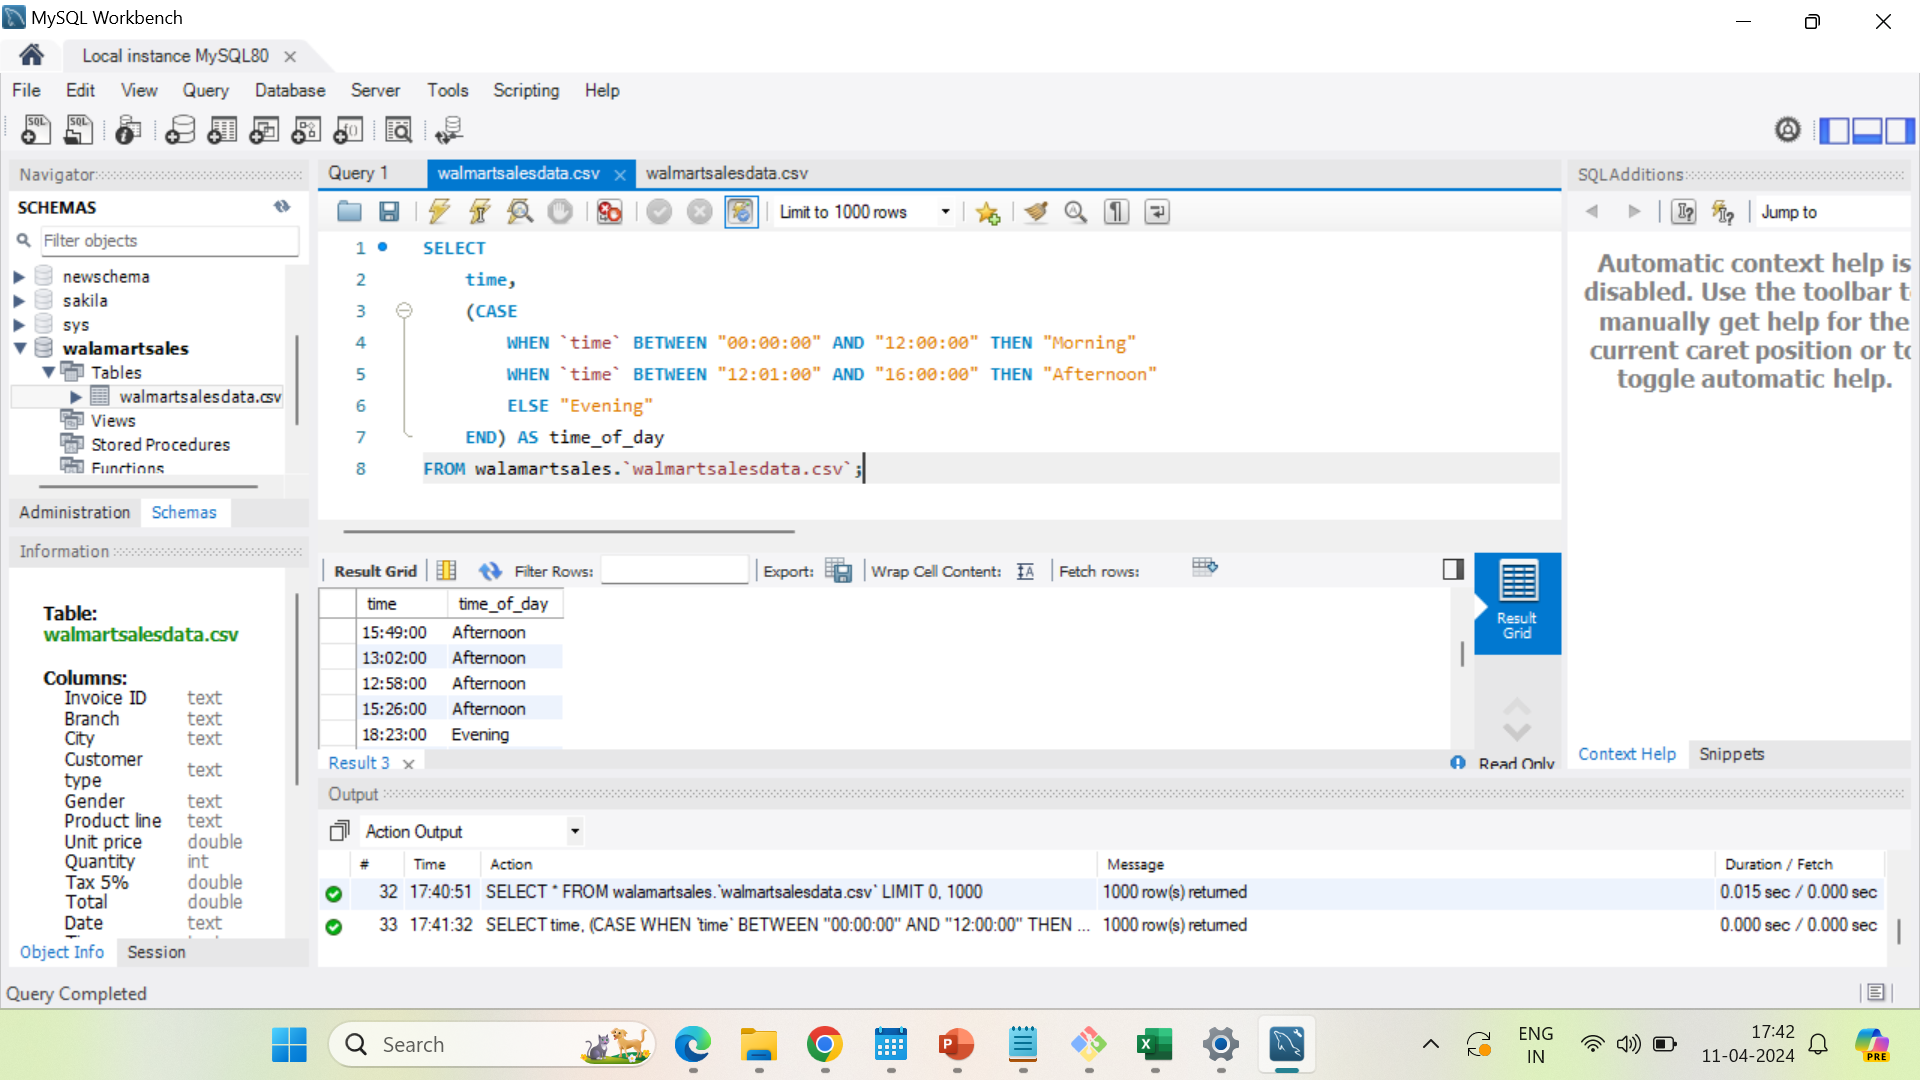 MySQL Workbench
Local instance MySQL80
File Edit View Query Database Server Tools Scripting Help
Navigator
SCHEMAS
Filter objects
newschema
sakila
sys
walamartsales
Tables
walmartsalesdata.csv
Views
Stored Procedures
Functions
Administration Schemas
Information
Table:
walmartsalesdata.csv
Columns:
Invoice ID text
Branch text
City text
Customer type text
Gender text
Product line text
Unit price double
Quantity int
Tax 5% double
Total double
Date text
Object Info Session
Query 1 walmartsalesdata.csv walmartsalesdata.csv
Limit to 1000 rows
1 SELECT
2 time,
3 (CASE
4 WHEN `time` BETWEEN "00:00:00" AND "12:00:00" THEN "Morning"
5 WHEN `time` BETWEEN "12:01:00" AND "16:00:00" THEN "Afternoon"
6 ELSE "Evening"
7 END) AS time_of_day
8 FROM walamartsales.`walmartsalesdata.csv`;
Result Grid Filter Rows: Export: Wrap Cell Content: Fetch rows:
time time_of_day
15:49:00 Afternoon
13:02:00 Afternoon
12:58:00 Afternoon
15:26:00 Afternoon
18:23:00 Evening
Result 3
Result Grid
Read Only
SQLAdditions
Jump to
Automatic context help is
disabled. Use the toolbar t
manually get help for the
current caret position or to
toggle automatic help.
Context Help Snippets
Output
Action Output
# Time Action Message Duration / Fetch
32 17:40:51 SELECT * FROM walamartsales.`walmartsalesdata.csv` LIMIT 0, 1000 1000 row(s) returned 0.015 sec / 0.000 sec
33 17:41:32 SELECT time, (CASE WHEN `time` BETWEEN "00:00:00" AND "12:00:00" THEN ... 1000 row(s) returned 0.000 sec / 0.000 sec
Query Completed
Search
ENG
IN
17:42
11-04-2024
PRE